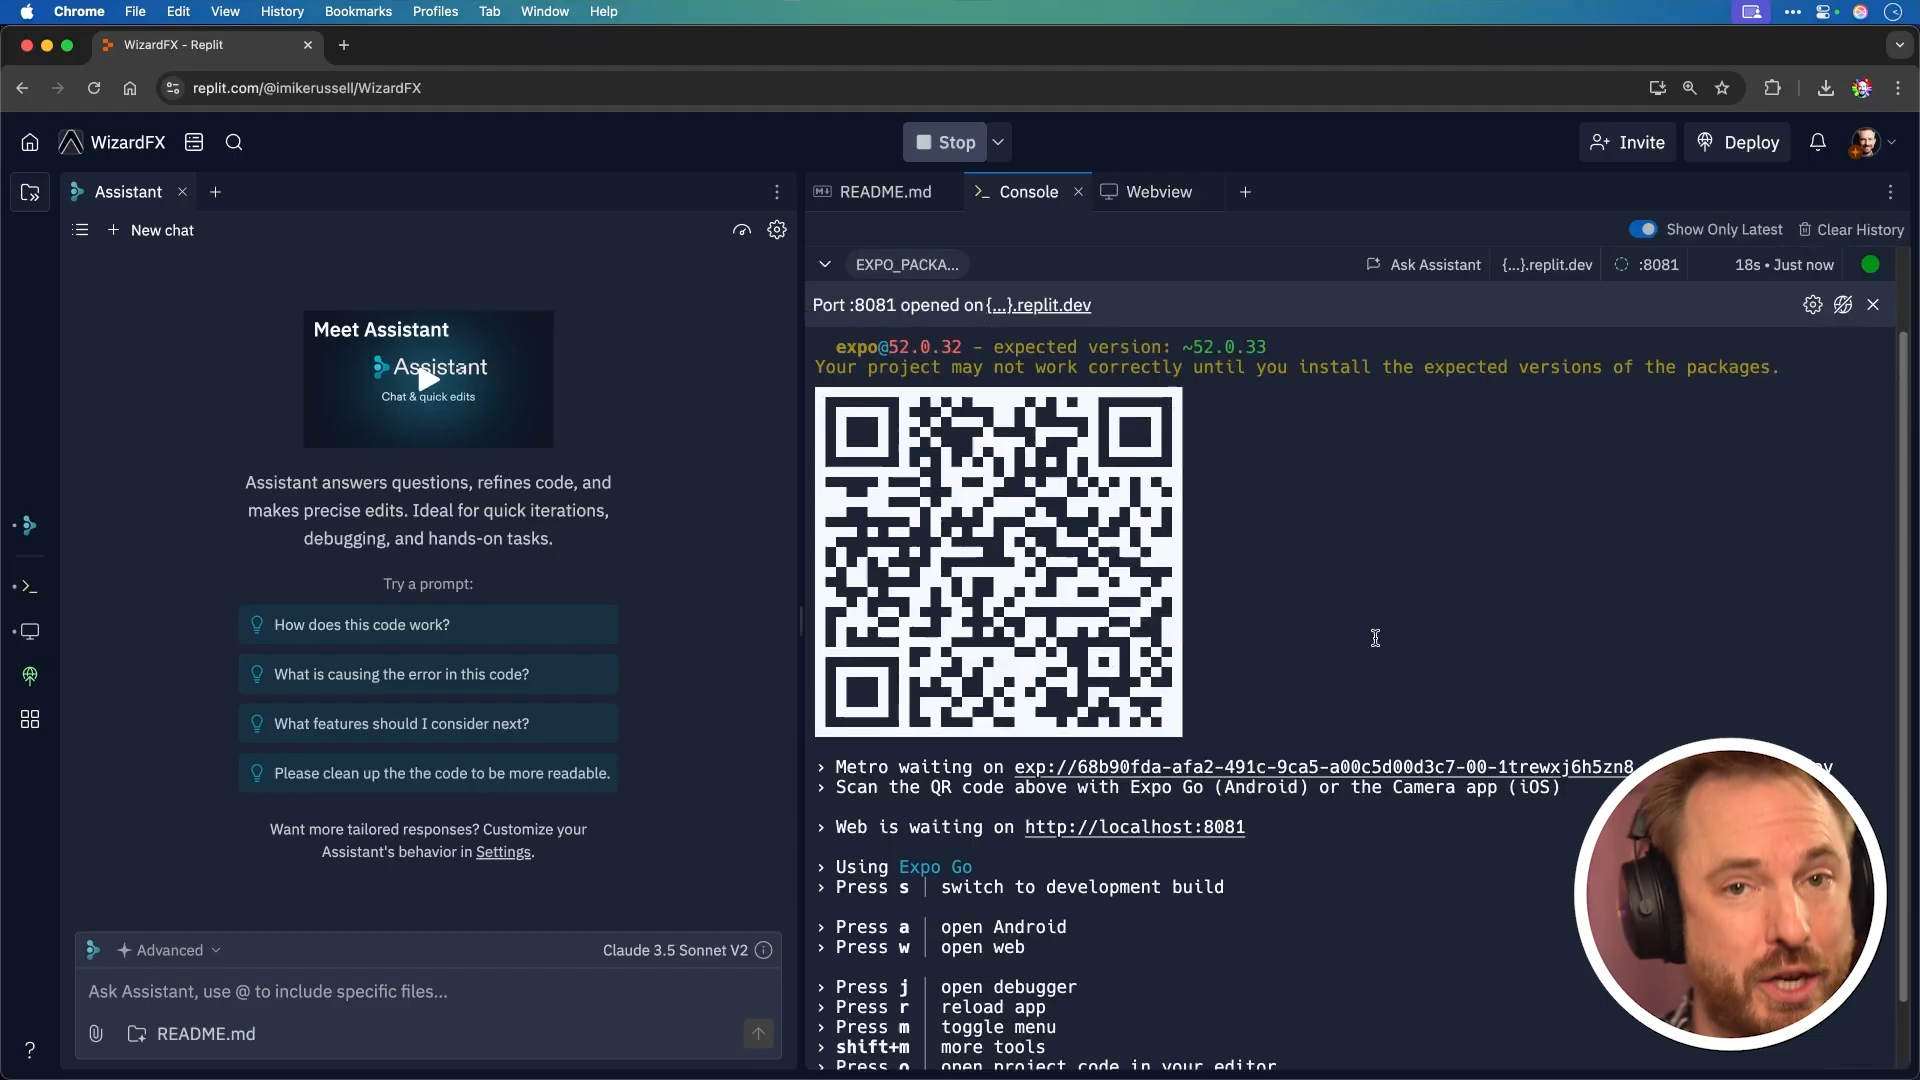 Chrome File Edit View History Bookmarks Profiles Tab Window Help
WizardFX - Replit
replit.com/@imikerussell/WizardFX
WizardFX
Stop
Invite
Deploy
Assistant
README.md
Console
Webview
New chat
Show Only Latest
Clear History
EXPO_PACKA...
Ask Assistant
{...}.replit.dev
:8081
18s • Just now
Port :8081 opened on {...}.replit.dev
expo@52.0.32 - expected version: ~52.0.33
Your project may not work correctly until you install the expected versions of the packages.
Meet Assistant
Assistant
Chat & quick edits
Assistant answers questions, refines code, and
makes precise edits. Ideal for quick iterations,
debugging, and hands-on tasks.
Try a prompt:
How does this code work?
What is causing the error in this code?
What features should I consider next?
Please clean up the the code to be more readable.
Want more tailored responses? Customize your
Assistant's behavior in Settings.
Advanced
Claude 3.5 Sonnet V2
Ask Assistant, use @ to include specific files...
README.md
› Metro waiting on exp://68b90fda-afa2-491c-9ca5-a00c5d00d3c7-00-1trewxj6h5zn8
› Scan the QR code above with Expo Go (Android) or the Camera app (iOS)
› Web is waiting on http://localhost:8081
› Using Expo Go
› Press s │ switch to development build
› Press a │ open Android
› Press w │ open web
› Press j │ open debugger
› Press r │ reload app
› Press m │ toggle menu
› shift+m │ more tools
› Press o │ open project code in your editor